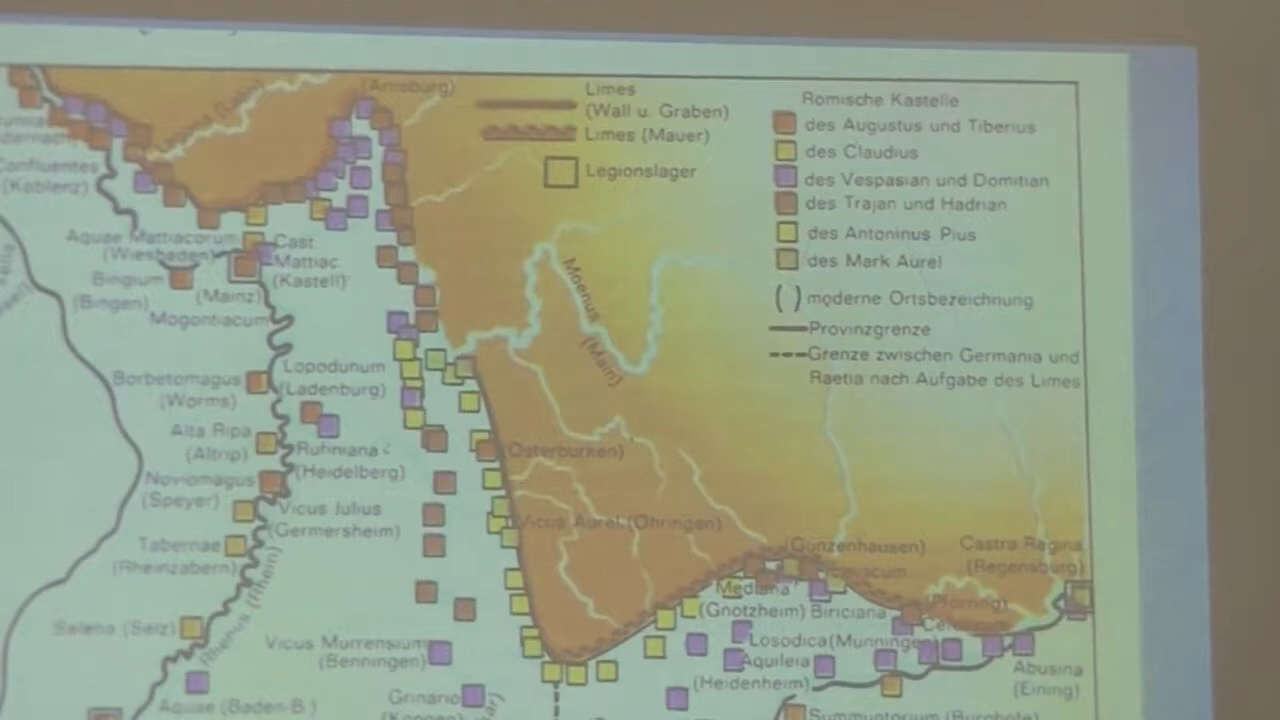 (Arnsburg)
Limes
(Wall u. Graben)
Limes (Mauer)
Legionslager
Römische Kastelle
des Augustus und Tiberius
des Claudius
des Vespasian und Domitian
des Trajan und Hadrian
des Antoninus Pius
des Mark Aurel
( ) moderne Ortsbezeichnung
Provinzgrenze
Grenze zwischen Germania und
Raetia nach Aufgabe des Limes
(Lahn)
Confluentes
(Koblenz)
Aquae Mattiacorum
(Wiesbaden)
Cast
Mattiac
(Kastell)
Bingium
(Bingen)
(Mainz)
Mogontiacum
Moenus (Main)
Borbetomagus
(Worms)
Lopodunum
(Ladenburg)
Alta Ripa
(Altrip)
Rufiniana
(Heidelberg)
Osterburken)
Noviomagus
(Speyer)
Vicus Julius
(Germersheim)
Vicus Aurel (Öhringen)
Tabernae
(Rheinzabern)
Rhenus (Rhein)
(Gunzenhausen)
Castra Regina
(Regensburg)
Mediana
(Gnotzheim)
Biriciana
(Pförring)
Saletia (Selz)
Vicus Murrensium
(Benningen)
Losodica (Munningen)
Aquileia
(Heidenheim)
Abusina
(Eining)
Aquae (Baden-B.)
Grinario